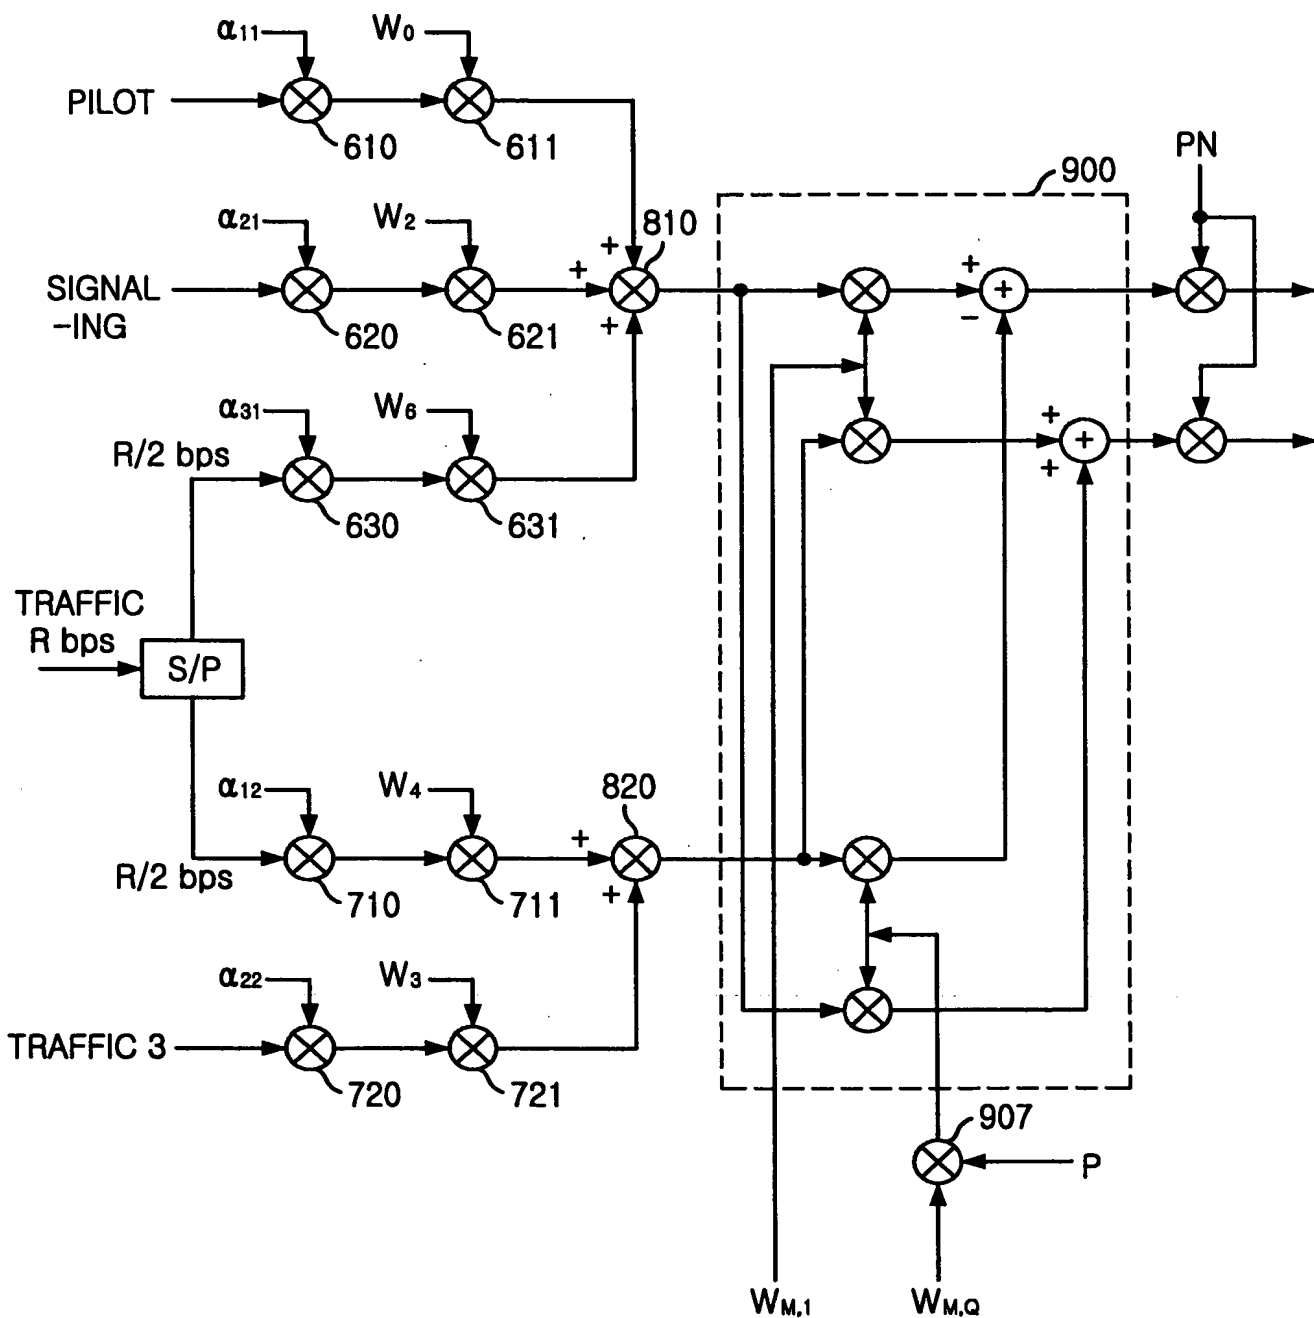 α11
W0
PILOT
610
611
PN
900
α21
W2
810
+
+
+
SIGNAL
-ING
620
621
+
+
−
α31
W6
R/2 bps
630
631
+
+
+
TRAFFIC
R bps
S/P
α12
W4
820
+
R/2 bps
710
711
+
α22
W3
TRAFFIC 3
720
721
907
P
WM,1
WM,Q